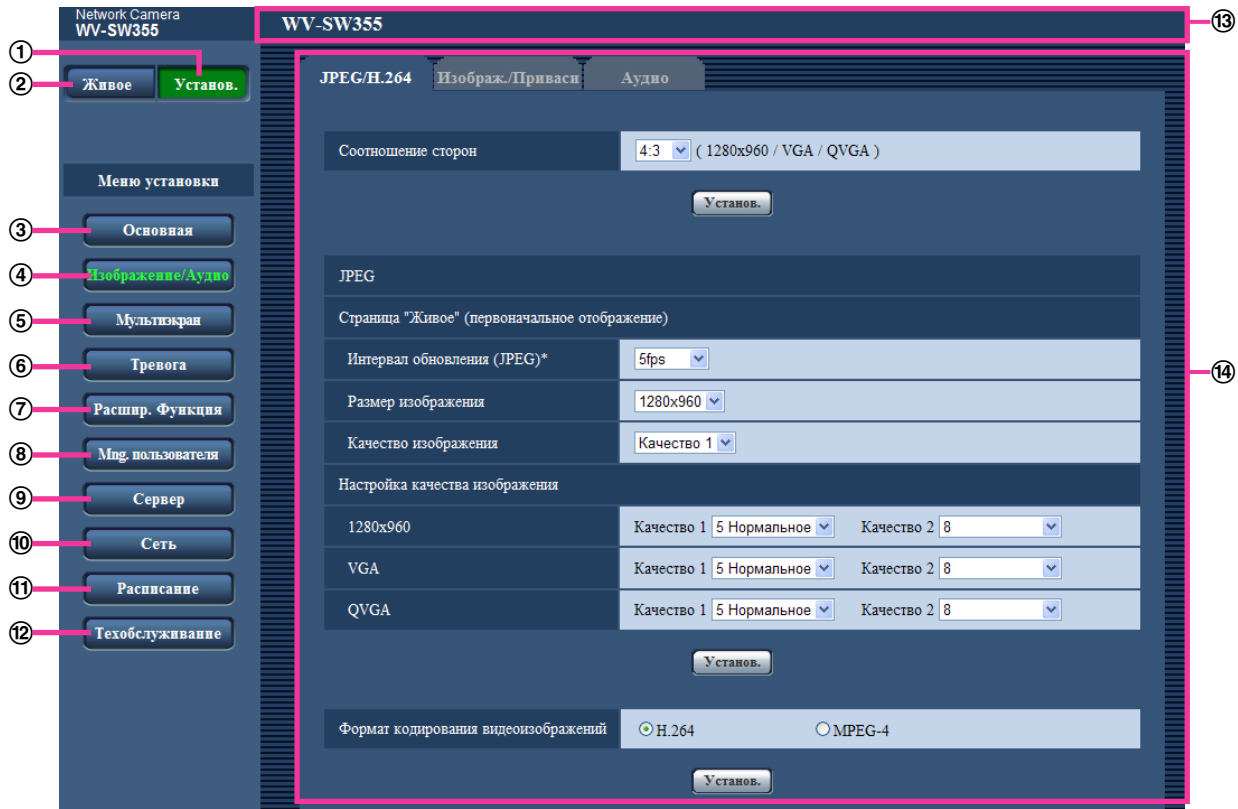 Network Camera
WV-SW355
WV-SW355
⑬
①
②
Живое
Установ.
JPEG/H.264
Изображ./Приваси
Аудио
Соотношение сторон
4:3
( 1280x960 / VGA / QVGA )
Установ.
Меню установки
③
Основная
④
Изображение/Аудио
⑤
Мультиэкран
⑥
Тревога
⑦
Расшир. Функция
⑧
Mng. пользователя
⑨
Сервер
⑩
Сеть
⑪
Расписание
⑫
Техобслуживание
JPEG
Страница "Живое" (первоначальное отображение)
Интервал обновления (JPEG)*
5fps
⑭
Размер изображения
1280x960
Качество изображения
Качество 1
Настройка качества изображения
1280x960
Качество 1 5 Нормальное
Качество 2 8
VGA
Качество 1 5 Нормальное
Качество 2 8
QVGA
Качество 1 5 Нормальное
Качество 2 8
Установ.
Формат кодирования видеоизображений
H.264
MPEG-4
Установ.